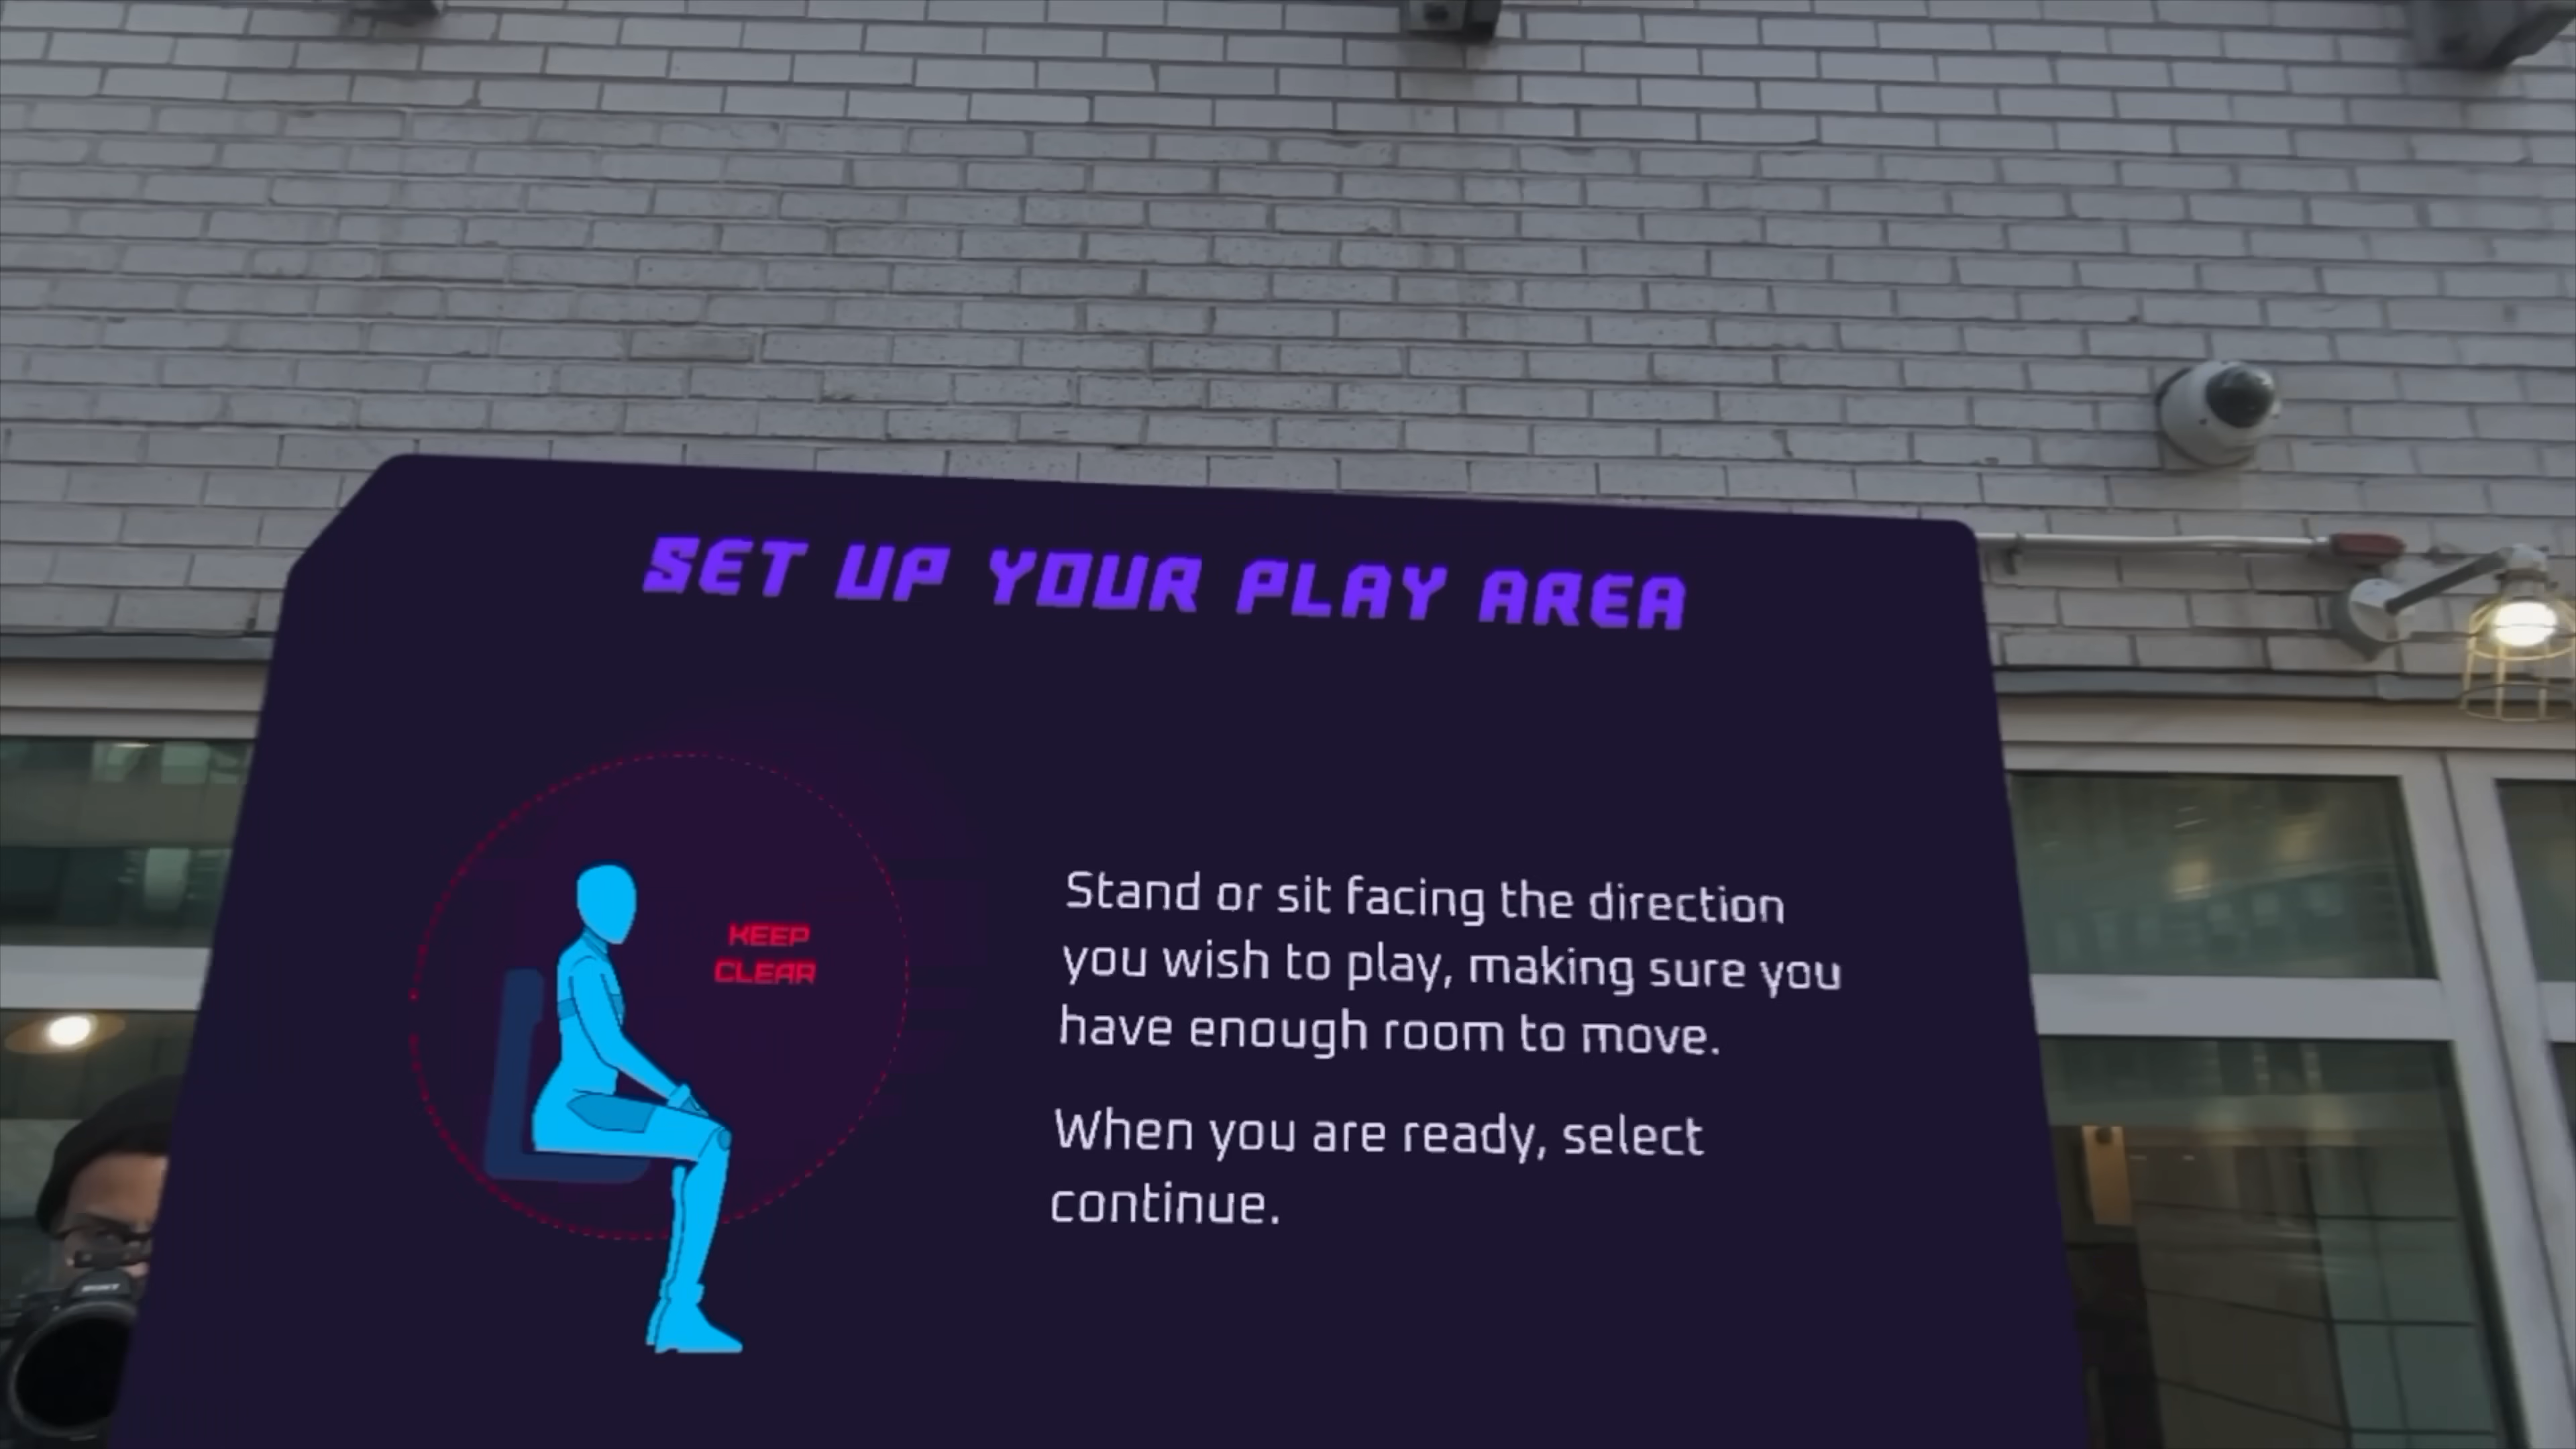 SET UP YOUR PLAY AREA
KEEP
CLEAR
Stand or sit facing the direction
you wish to play, making sure you
have enough room to move.
When you are ready, select
continue.